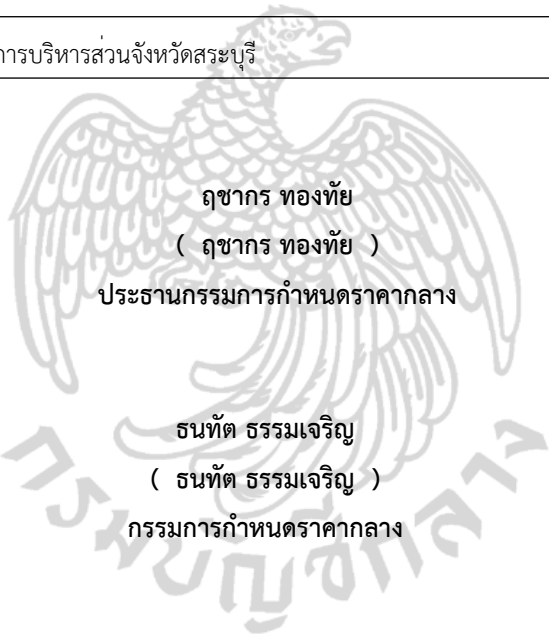 การบริหารส่วนจังหวัดสระบุรี
ฤชากร ทองทัย
( ฤชากร ทองทัย )
ประธานกรรมการกำหนดราคากลาง
ธนทัต ธรรมเจริญ
( ธนทัต ธรรมเจริญ )
กรรมการกำหนดราคากลาง
กรมบัญชีกลาง